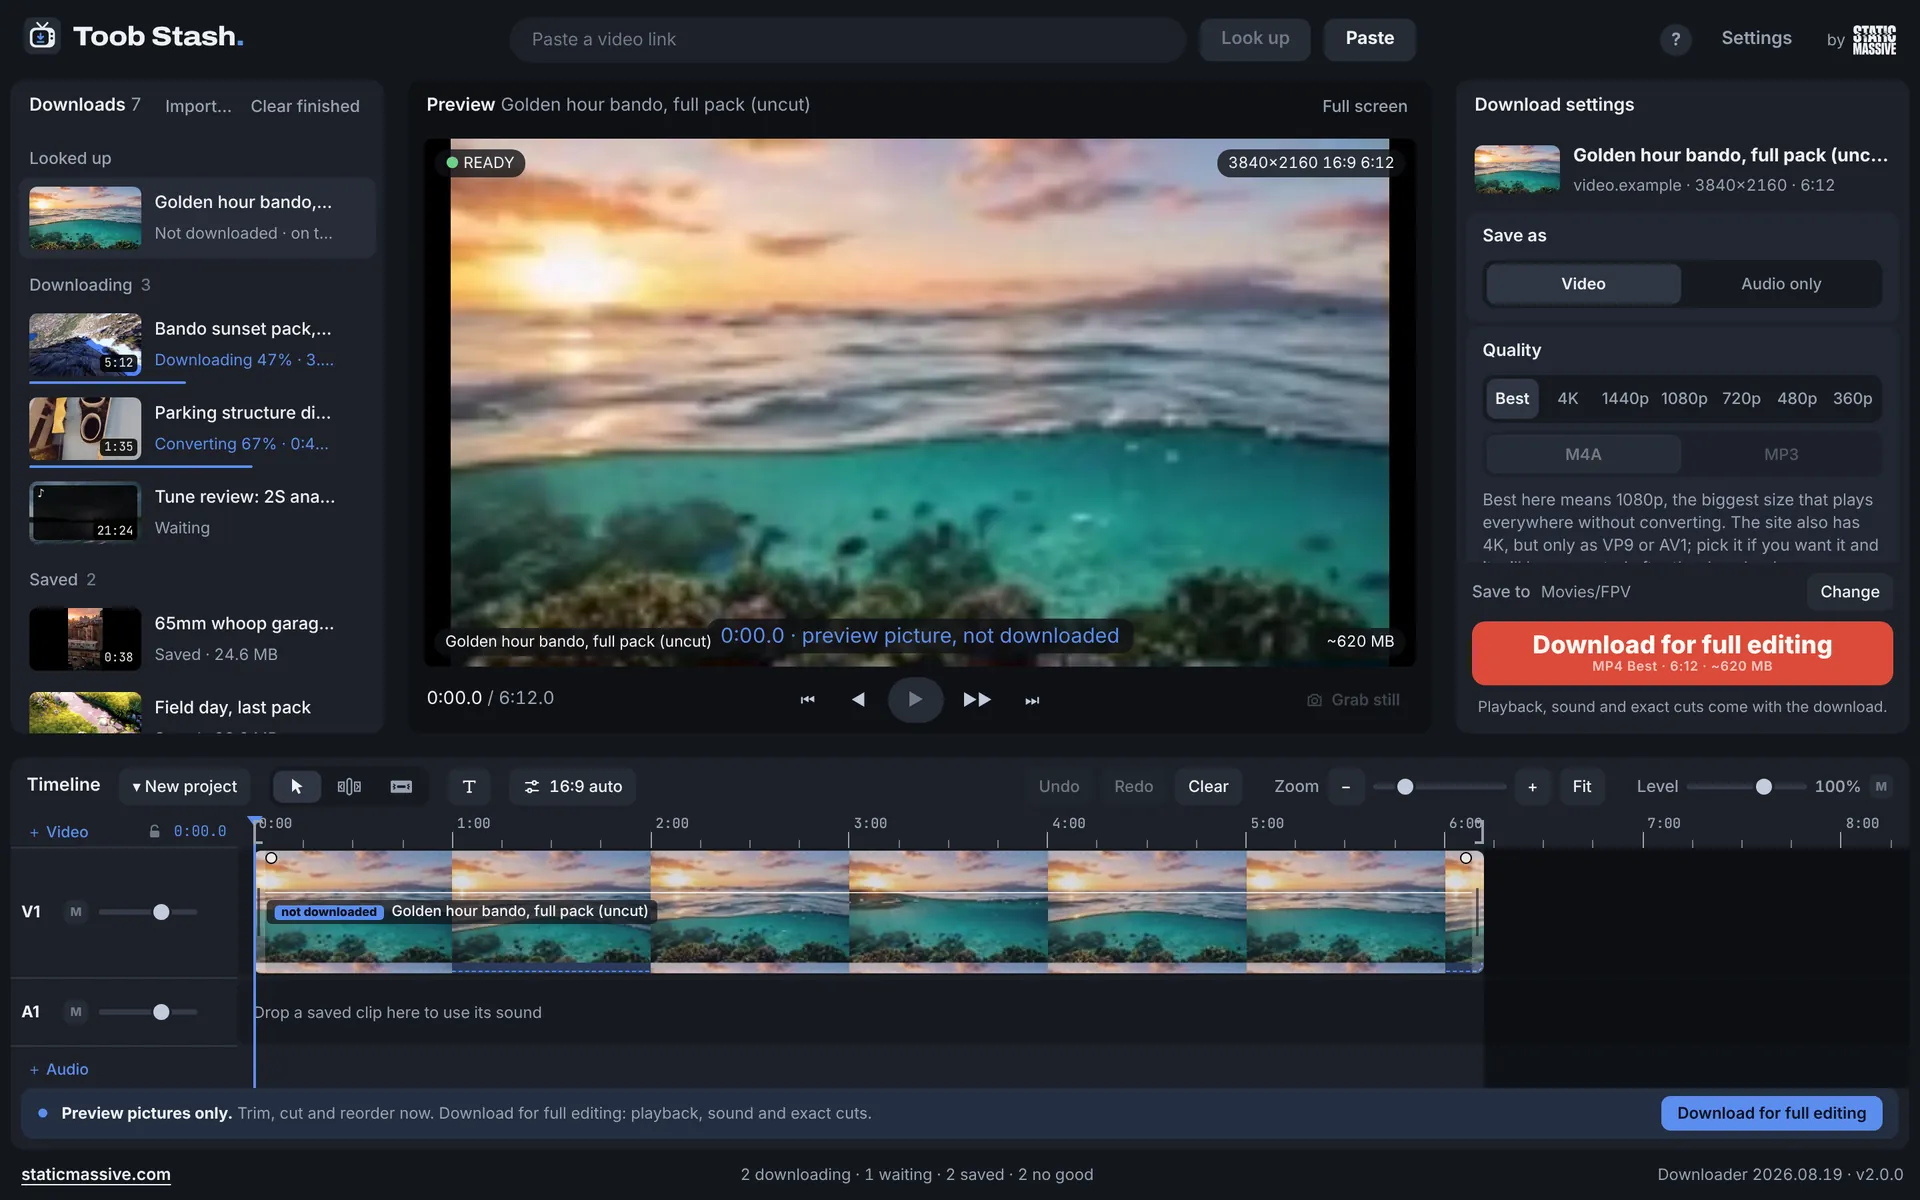 Toob Stash.
Paste a video link
Look up
Paste
?
Settings
by STATIC MASSIVE
Downloads 7
Import...
Clear finished
Looked up
Golden hour bando,...
Not downloaded · on t...
Downloading 3
5:12
Bando sunset pack,...
Downloading 47% · 3....
1:35
Parking structure di...
Converting 67% · 0:4...
21:24
Tune review: 2S ana...
Waiting
Saved 2
0:38
65mm whoop garag...
Saved · 24.6 MB
Field day, last pack
Preview Golden hour bando, full pack (uncut)
Full screen
READY
3840×2160 16:9 6:12
Golden hour bando, full pack (uncut)
0:00.0 · preview picture, not downloaded
~620 MB
0:00.0 / 6:12.0
Grab still
Download settings
Golden hour bando, full pack (unc...
video.example · 3840×2160 · 6:12
Save as
Video
Audio only
Quality
Best 4K 1440p 1080p 720p 480p 360p
M4A
MP3
Best here means 1080p, the biggest size that plays
everywhere without converting. The site also has
4K, but only as VP9 or AV1; pick it if you want it and
Save to Movies/FPV
Change
Download for full editing
MP4 Best · 6:12 · ~620 MB
Playback, sound and exact cuts come with the download.
Timeline
▾ New project
T
16:9 auto
Undo
Redo
Clear
Zoom
−
+
Fit
Level
100%
M
+ Video
0:00.0
0:00 1:00 2:00 3:00 4:00 5:00 6:00 7:00 8:00
V1
M
not downloaded Golden hour bando, full pack (uncut)
A1
M
Drop a saved clip here to use its sound
+ Audio
Preview pictures only. Trim, cut and reorder now. Download for full editing: playback, sound and exact cuts.
Download for full editing
staticmassive.com
2 downloading · 1 waiting · 2 saved · 2 no good
Downloader 2026.08.19 · v2.0.0